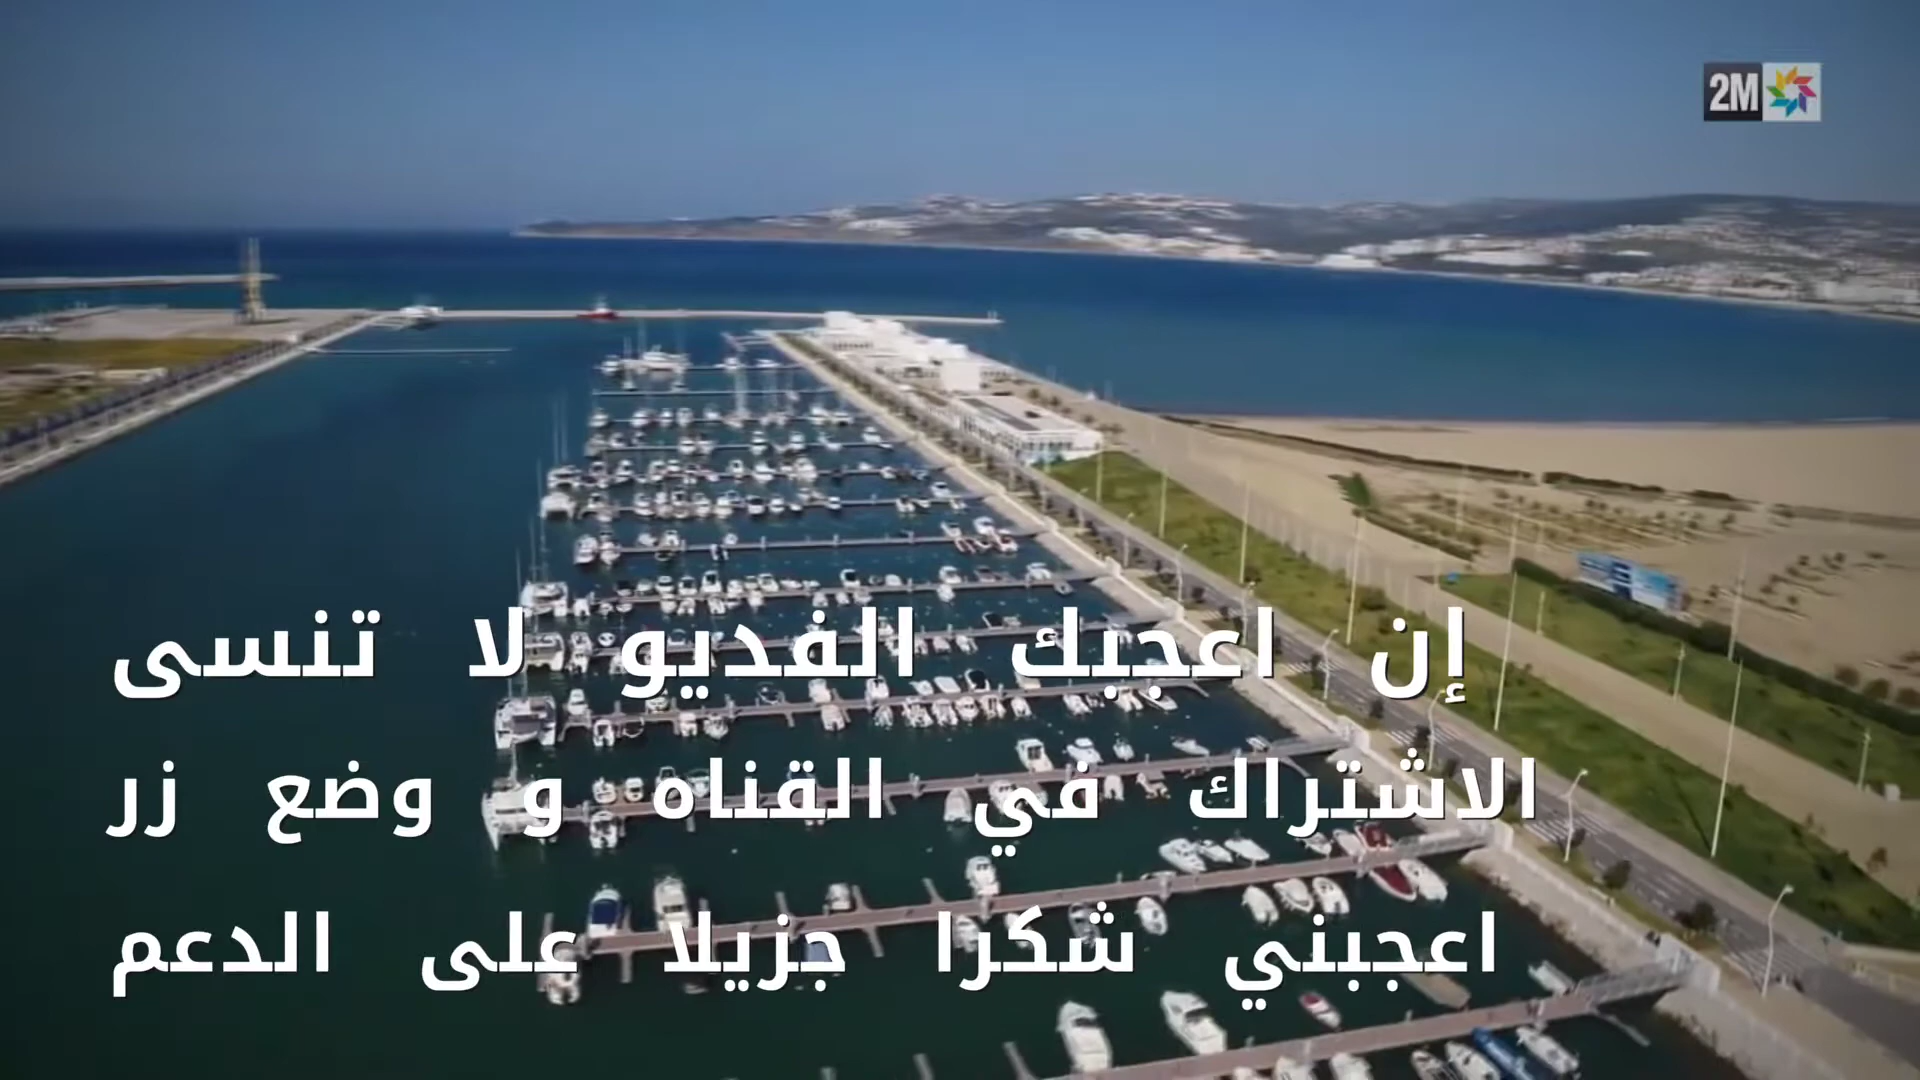 2M
إن اعجبك الفديو لا تنسى
الاشتراك في القناه و وضع زر
اعجبني شكرا جزيلا على الدعم